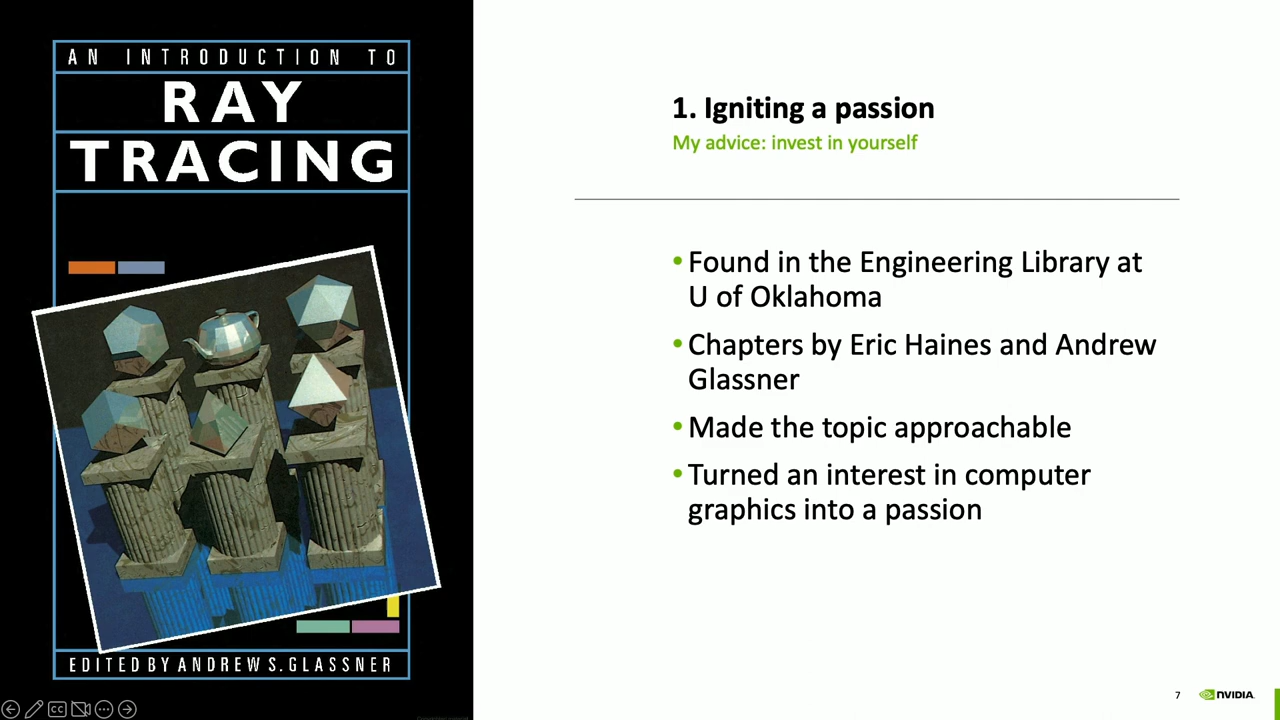 AN INTRODUCTION TO
RAY
TRACING
EDITED BY ANDREW S. GLASSNER
1. Igniting a passion
My advice: invest in yourself
• Found in the Engineering Library at
U of Oklahoma
• Chapters by Eric Haines and Andrew
Glassner
• Made the topic approachable
• Turned an interest in computer
graphics into a passion
CC
7
NVIDIA